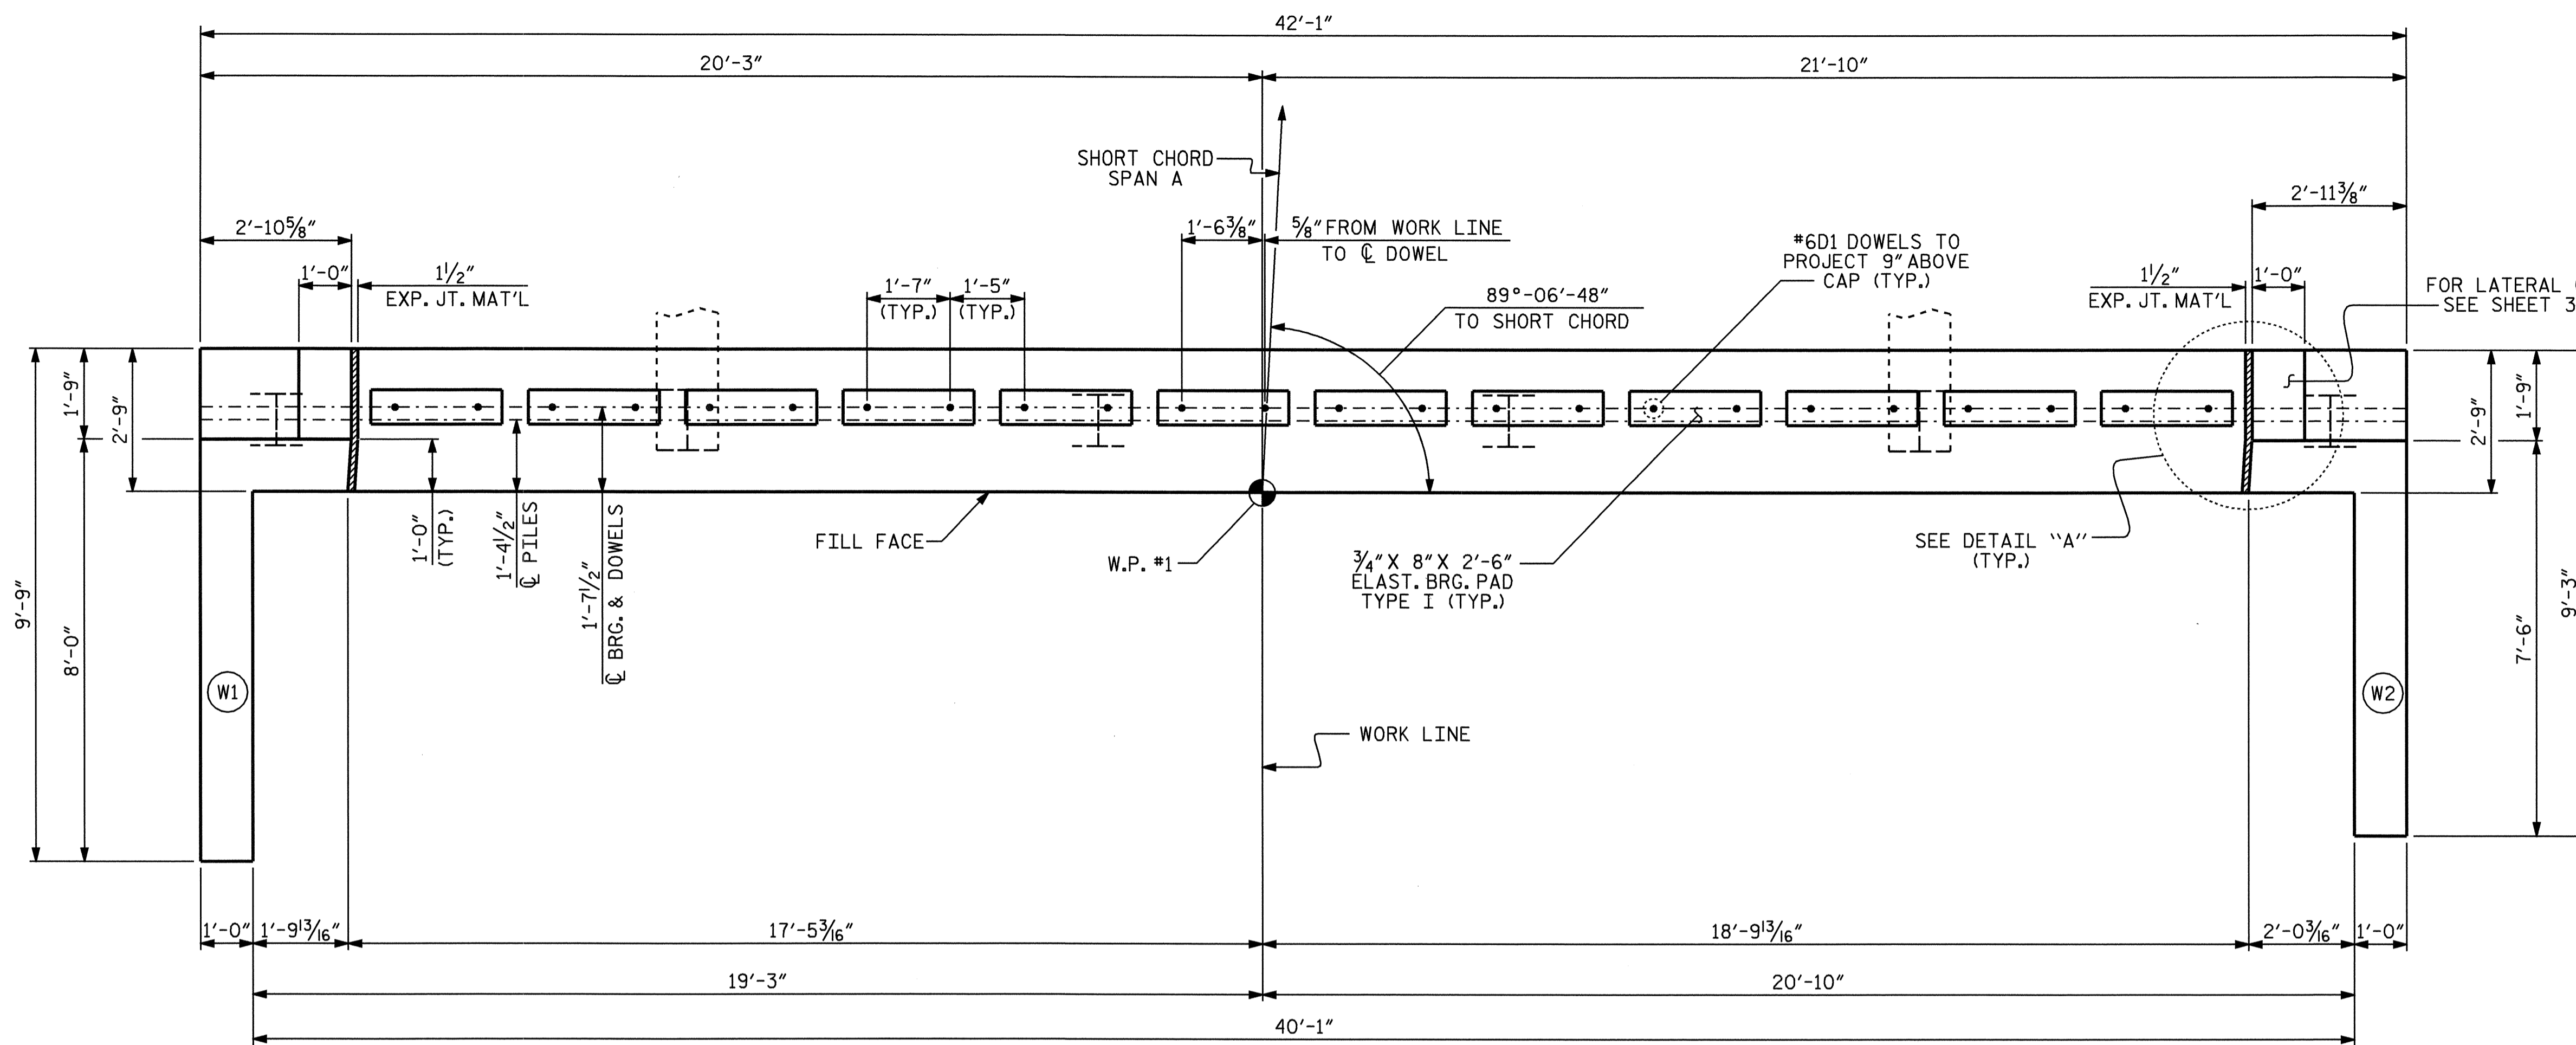 42'-1"
20'-3"
21'-10"
SHORT CHORD
SPAN A
2'-10⅝"
1'-6⅜"
⅝" FROM WORK LINE
TO ℄ DOWEL
#6D1 DOWELS TO
PROJECT 9" ABOVE
CAP (TYP.)
2'-11⅜"
1'-0"
1½"
EXP. JT. MAT'L
1'-7"
(TYP.)
1'-5"
(TYP.)
89°-06'-48"
TO SHORT CHORD
1½"
EXP. JT. MAT'L
1'-0"
FOR LATERAL
SEE SHEET 3
1'-9"
2'-9"
9'-9"
8'-0"
1'-0"
(TYP.)
1'-4½"
℄ PILES
1'-7½"
℄ BRG. & DOWELS
FILL FACE
W.P. #1
¾" X 8" X 2'-6"
ELAST. BRG. PAD
TYPE I (TYP.)
SEE DETAIL "A"
(TYP.)
2'-9"
1'-9"
7'-6"
9'-3"
W1
W2
WORK LINE
1'-0"
1'-9¹³⁄₁₆"
17'-5³⁄₁₆"
18'-9¹³⁄₁₆"
2'-0³⁄₁₆"
1'-0"
19'-3"
20'-10"
40'-1"